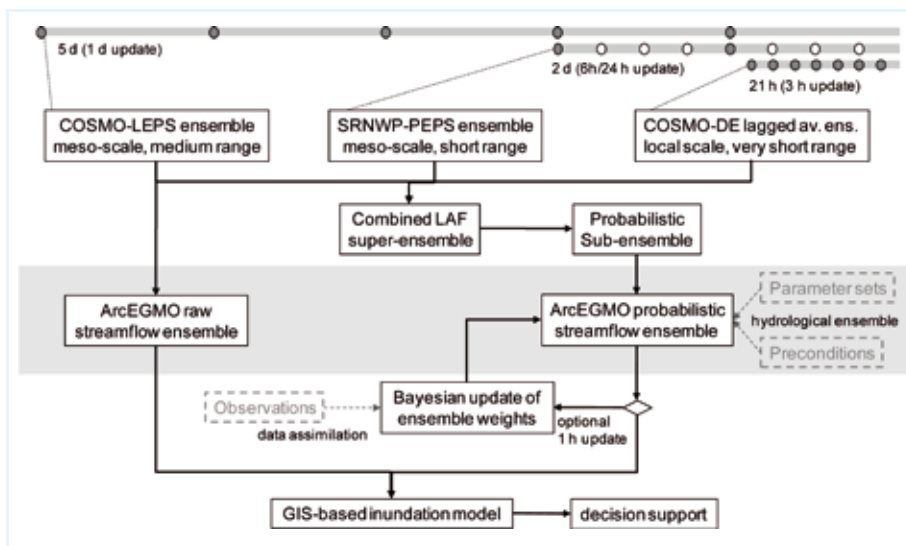 5 d (1 d update)
2 d (6h/24 h update)
21 h (3 h update)
COSMO-LEPS ensemble
meso-scale, medium range
SRNWP-PEPS ensemble
meso-scale, short range
COSMO-DE lagged av. ens.
local scale, very short range
Combined LAF
super-ensemble
Probabilistic
Sub-ensemble
ArcEGMO raw
streamflow ensemble
ArcEGMO probabilistic
streamflow ensemble
Parameter sets
hydrological ensemble
Preconditions
Observations
data assimilation
Bayesian update of
ensemble weights
optional
1 h update
GIS-based inundation model
decision support